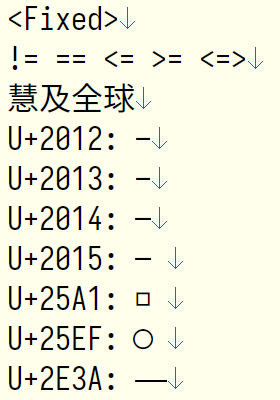 <Fixed>↓
!= == <= >= <=>↓
慧及全球↓
U+2012: ‒↓
U+2013: –↓
U+2014: —↓
U+2015: ― ↓
U+25A1: □ ↓
U+25EF: ◯ ↓
U+2E3A: ⸺↓